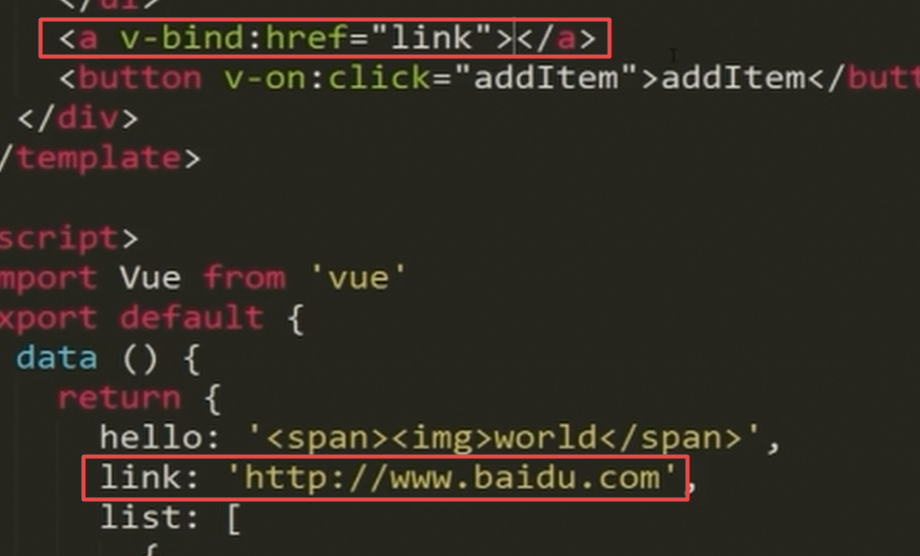 </ul>
<a v-bind:href="link"></a>
<button v-on:click="addItem">addItem</butt
</div>
/template>
script>
mport Vue from 'vue'
xport default {
data () {
return {
hello: '<span><img>world</span>',
link: 'http://www.baidu.com',
list: [
{